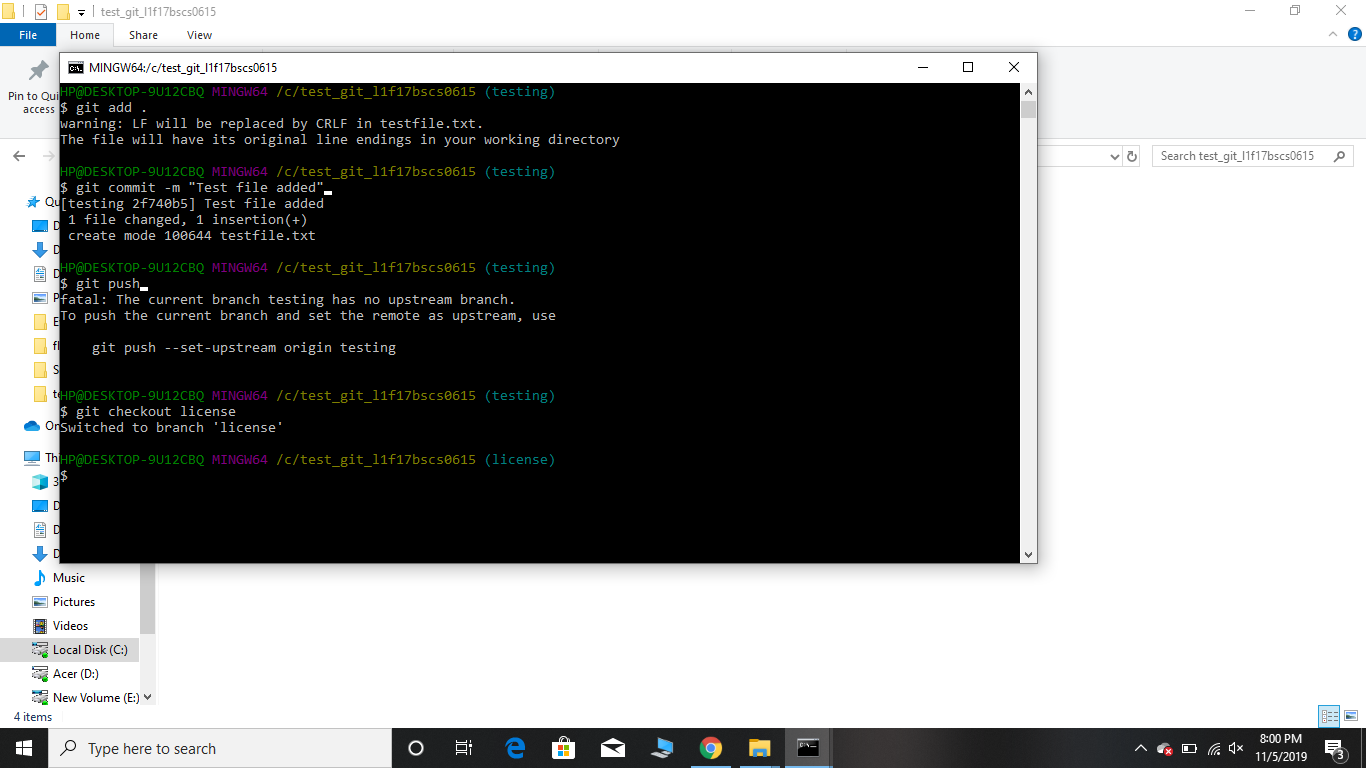 test_git_l1f17bscs0615
File Home Share View
MINGW64:/c/test_git_l1f17bscs0615
Pin to Qui
access
HP@DESKTOP-9U12CBQ MINGW64 /c/test_git_l1f17bscs0615 (testing)
$ git add .
warning: LF will be replaced by CRLF in testfile.txt.
The file will have its original line endings in your working directory
Search test_git_l1f17bscs0615
HP@DESKTOP-9U12CBQ MINGW64 /c/test_git_l1f17bscs0615 (testing)
$ git commit -m "Test file added"
[testing 2f740b5] Test file added
1 file changed, 1 insertion(+)
create mode 100644 testfile.txt
HP@DESKTOP-9U12CBQ MINGW64 /c/test_git_l1f17bscs0615 (testing)
$ git push
fatal: The current branch testing has no upstream branch.
To push the current branch and set the remote as upstream, use
git push --set-upstream origin testing
HP@DESKTOP-9U12CBQ MINGW64 /c/test_git_l1f17bscs0615 (testing)
$ git checkout license
Switched to branch 'license'
HP@DESKTOP-9U12CBQ MINGW64 /c/test_git_l1f17bscs0615 (license)
$
Music
Pictures
Videos
Local Disk (C:)
Acer (D:)
New Volume (E:)
4 items
Type here to search
8:00 PM
11/5/2019
3